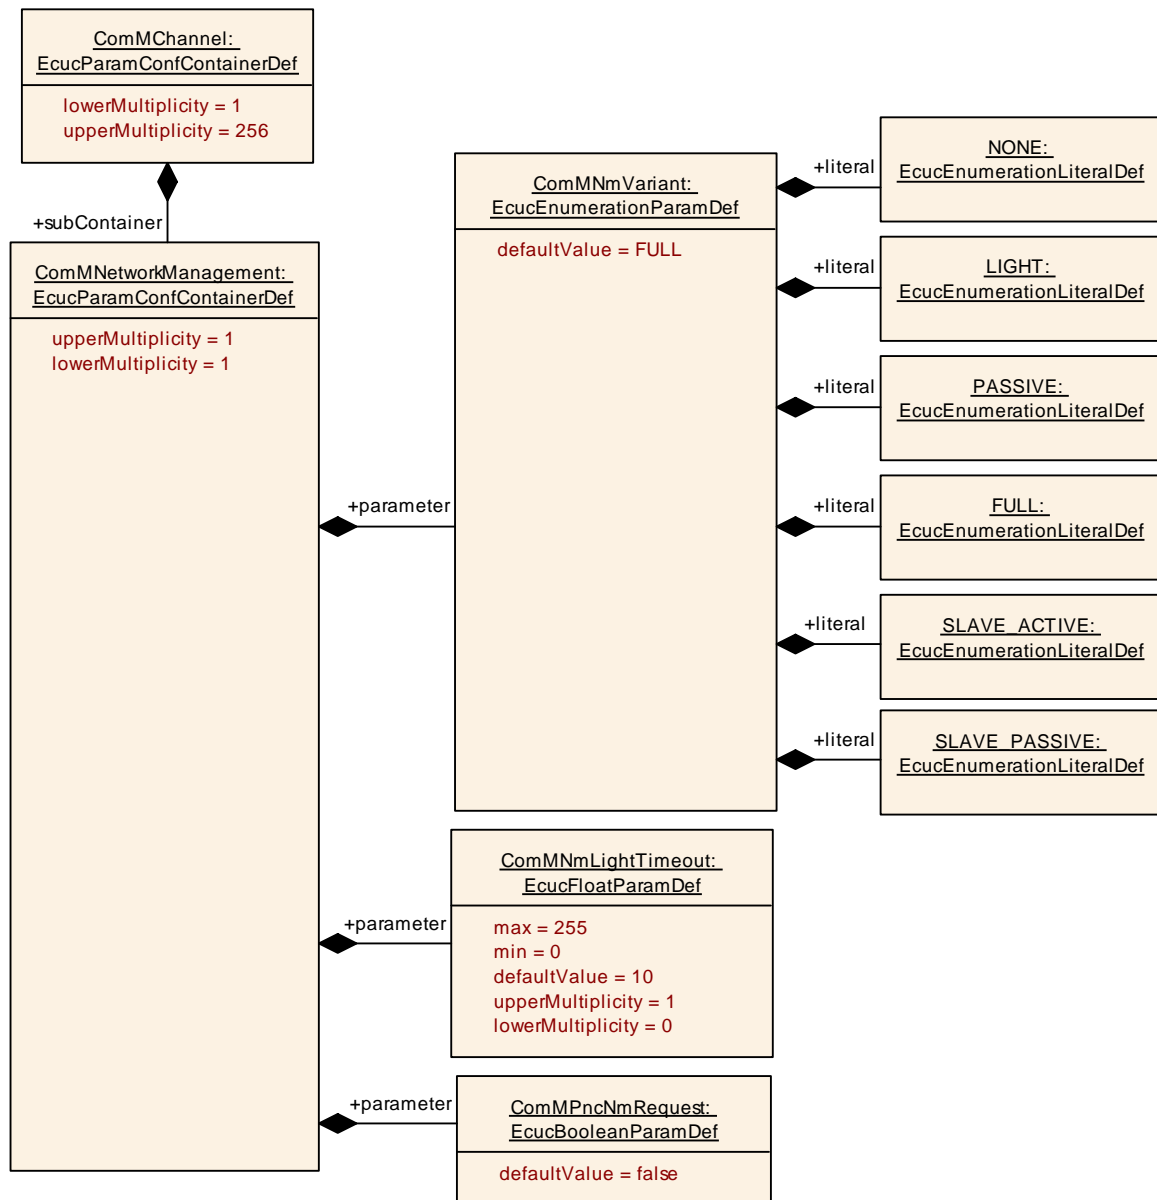 ComMChannel:
EcucParamConfContainerDef
lowerMultiplicity = 1
upperMultiplicity = 256
+subContainer
ComMNetworkManagement:
EcucParamConfContainerDef
upperMultiplicity = 1
lowerMultiplicity = 1
+parameter
ComMNmVariant:
EcucEnumerationParamDef
defaultValue = FULL
+literal
NONE:
EcucEnumerationLiteralDef
+literal
LIGHT:
EcucEnumerationLiteralDef
+literal
PASSIVE:
EcucEnumerationLiteralDef
+literal
FULL:
EcucEnumerationLiteralDef
+literal
SLAVE_ACTIVE:
EcucEnumerationLiteralDef
+literal
SLAVE_PASSIVE:
EcucEnumerationLiteralDef
+parameter
ComMNmLightTimeout:
EcucFloatParamDef
max = 255
min = 0
defaultValue = 10
upperMultiplicity = 1
lowerMultiplicity = 0
+parameter
ComMPncNmRequest:
EcucBooleanParamDef
defaultValue = false